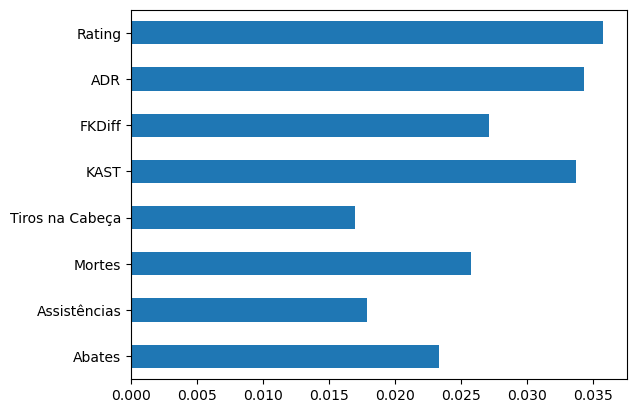 Rating
ADR
FKDiff
KAST
Tiros na Cabeça
Mortes
Assistências
Abates
0.000 0.005 0.010 0.015 0.020 0.025 0.030 0.035